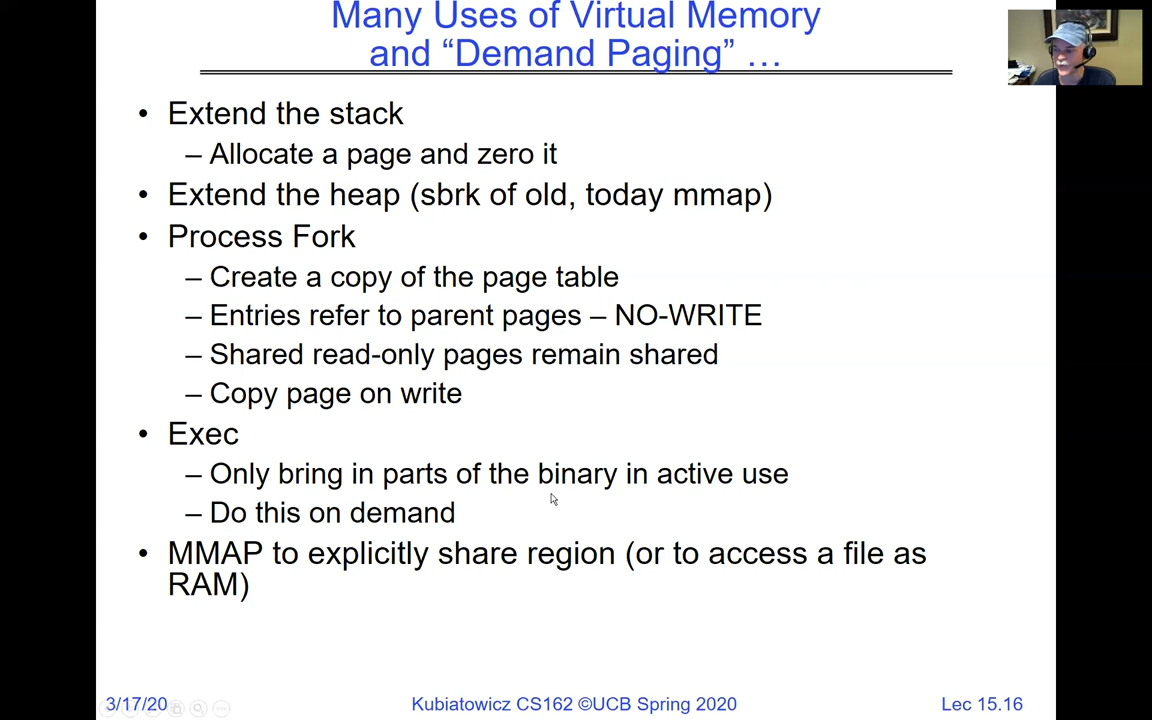 Many Uses of Virtual Memory
and “Demand Paging” …
• Extend the stack
– Allocate a page and zero it
• Extend the heap (sbrk of old, today mmap)
• Process Fork
– Create a copy of the page table
– Entries refer to parent pages – NO-WRITE
– Shared read-only pages remain shared
– Copy page on write
• Exec
– Only bring in parts of the binary in active use
– Do this on demand
• MMAP to explicitly share region (or to access a file as
RAM)
3/17/20
Kubiatowicz CS162 ©UCB Spring 2020
Lec 15.16